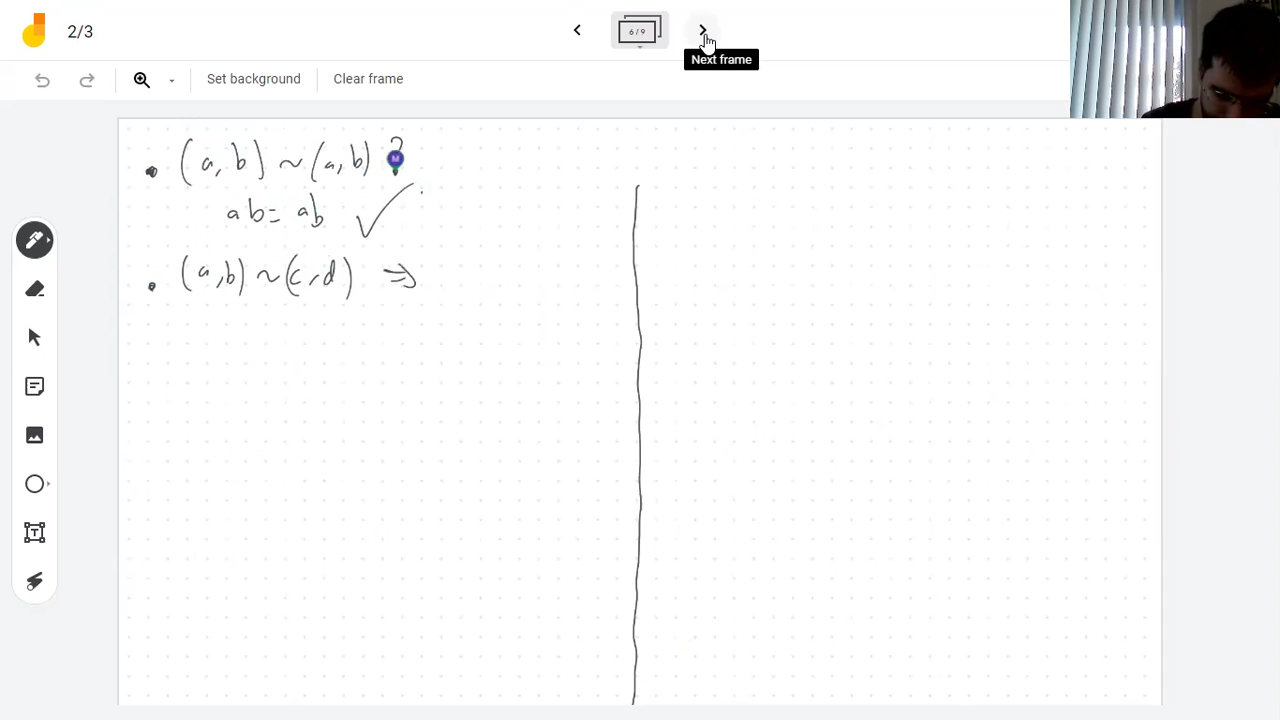 2/3
6/9
Next frame
Set background
Clear frame
• (a, b) ~ (a, b) ?
M
ab = ab ✓
• (a, b) ~ (c, d) ⇒
T